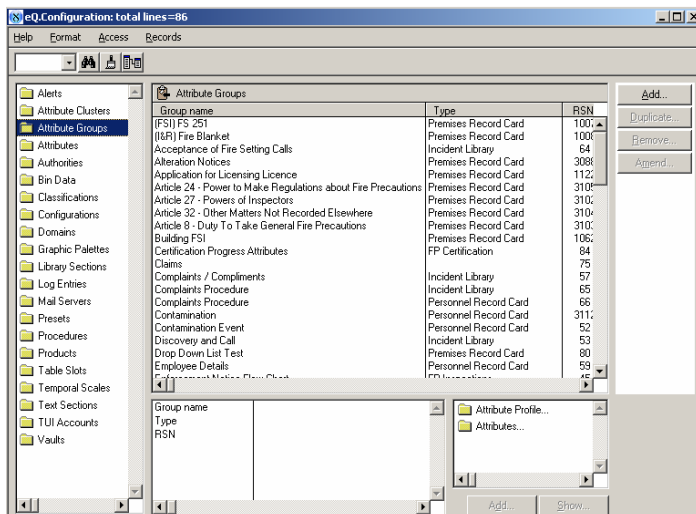 eQ.Configuration: total lines=86
Help Format Access Records
Alerts
Attribute Clusters
Attribute Groups
Attributes
Authorities
Bin Data
Classifications
Configurations
Domains
Graphic Palettes
Library Sections
Log Entries
Mail Servers
Presets
Procedures
Products
Table Slots
Temporal Scales
Text Sections
TUI Accounts
Vaults
Attribute Groups
Group name Type RSN
(FSI) FS 251 Premises Record Card
(I&R) Fire Blanket Premises Record Card
Acceptance of Fire Setting Calls Incident Library 64
Alteration Notices Premises Record Card
Application for Licensing Licence Premises Record Card
Article 24 - Power to Make Regulations about Fire Precautions Premises Record Card
Article 27 - Powers of Inspectors Premises Record Card
Article 32 - Other Matters Not Recorded Elsewhere Premises Record Card
Article 8 - Duty To Take General Fire Precautions Premises Record Card
Building FSI Premises Record Card
Certification Progress Attributes FP Certification 84
Claims 75
Complaints / Compliments Incident Library 57
Complaints Procedure Incident Library 65
Complaints Procedure Personnel Record Card 66
Contamination Personnel Record Card
Contamination Event Personnel Record Card 52
Discovery and Call Incident Library 53
Drop Down List Test Premises Record Card 80
Employee Details Personnel Record Card 59
Add...
Duplicate...
Remove...
Amend...
Group name
Type
RSN
Attribute Profile...
Attributes...
Add... Show...